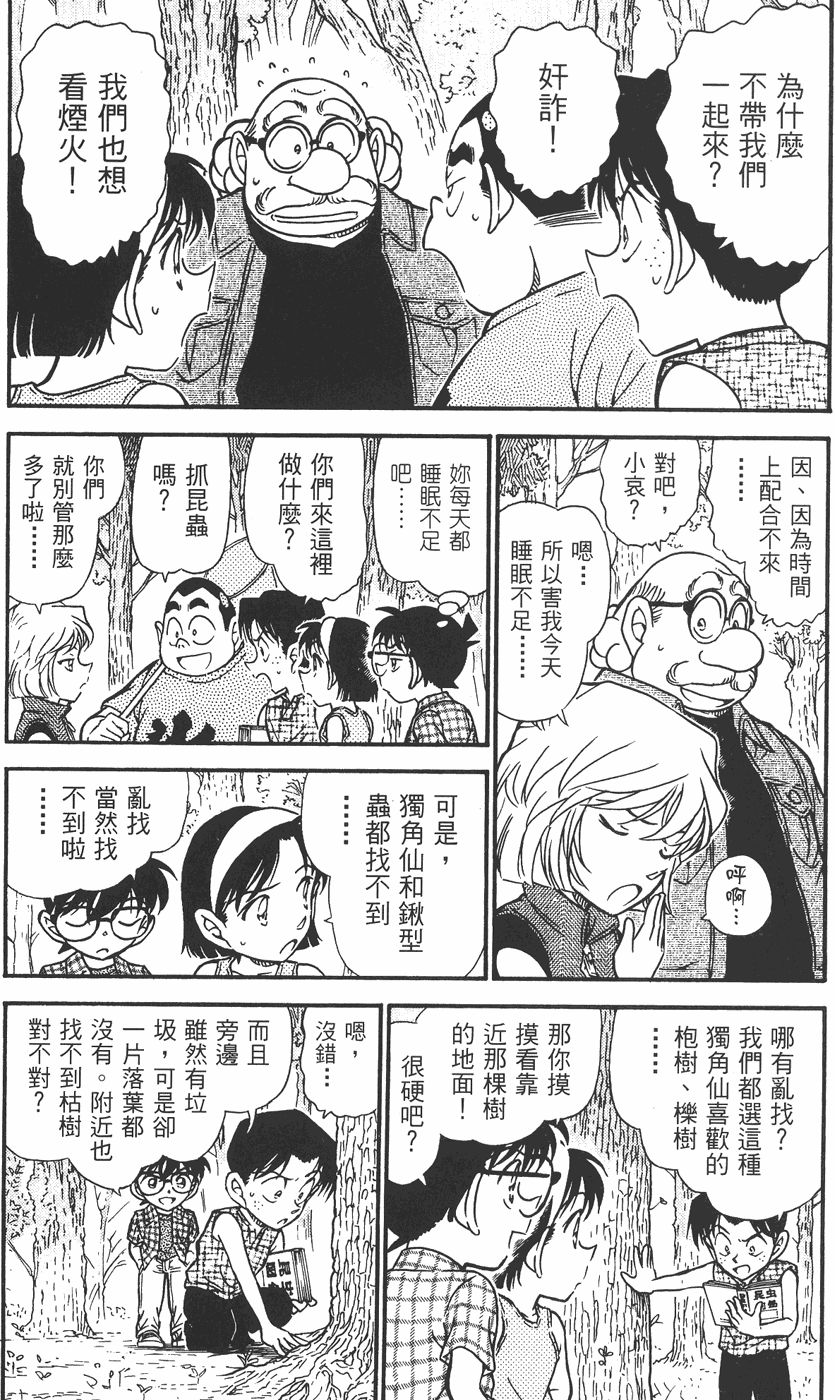 為什麼
不帶我們
一起來？
奸詐！
我們也想
看煙火！
因、因為時間
上配合不來
……
對吧，
小哀？
嗯…
所以害我今天
睡眠不足……
呼啊…
妳每天都
睡眠不足
吧……
你們來這裡
做什麼？
抓昆蟲
嗎？
你們
就別管那麼
多了啦……
可是，
獨角仙和鍬型
蟲都找不到
……
亂找
當然找
不到啦
……
哪有亂找？
我們都選這種
獨角仙喜歡的
枹樹、櫟樹
……
那你摸
摸看靠
近那棵樹
的地面！
很硬吧？
嗯，
沒錯…
而且
旁邊
雖然有垃
圾，可是卻
一片落葉都
沒有。附近也
找不到枯樹
對不對？